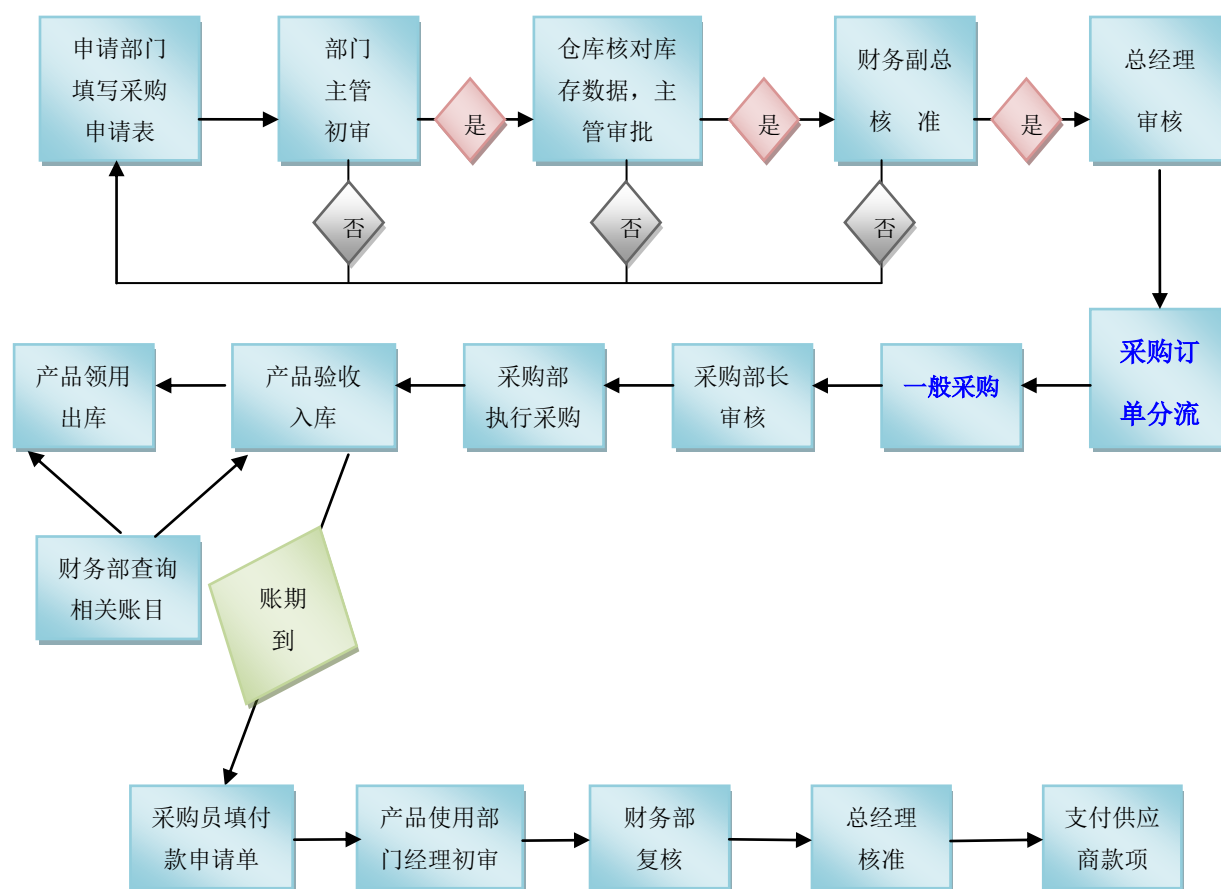 申请部门
填写采购
申请表
部门
主管
初审
是
仓库核对库
存数据，主
管审批
是
财务副总
核 准
是
总经理
审核
否
否
否
产品领用
出库
产品验收
入库
采购部
执行采购
采购部长
审核
一般采购
采购订
单分流
财务部查询
相关账目
账期
到
采购员填付
款申请单
产品使用部
门经理初审
财务部
复核
总经理
核准
支付供应
商款项